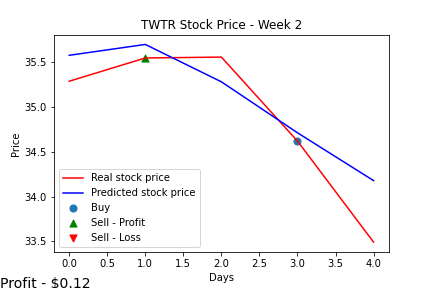 TWTR Stock Price - Week 2
35.5
35.0
34.5
34.0
33.5
Price
Real stock price
Predicted stock price
Buy
Sell - Profit
Sell - Loss
0.0 0.5 1.0 1.5 2.0 2.5 3.0 3.5 4.0
Days
Profit - $0.12